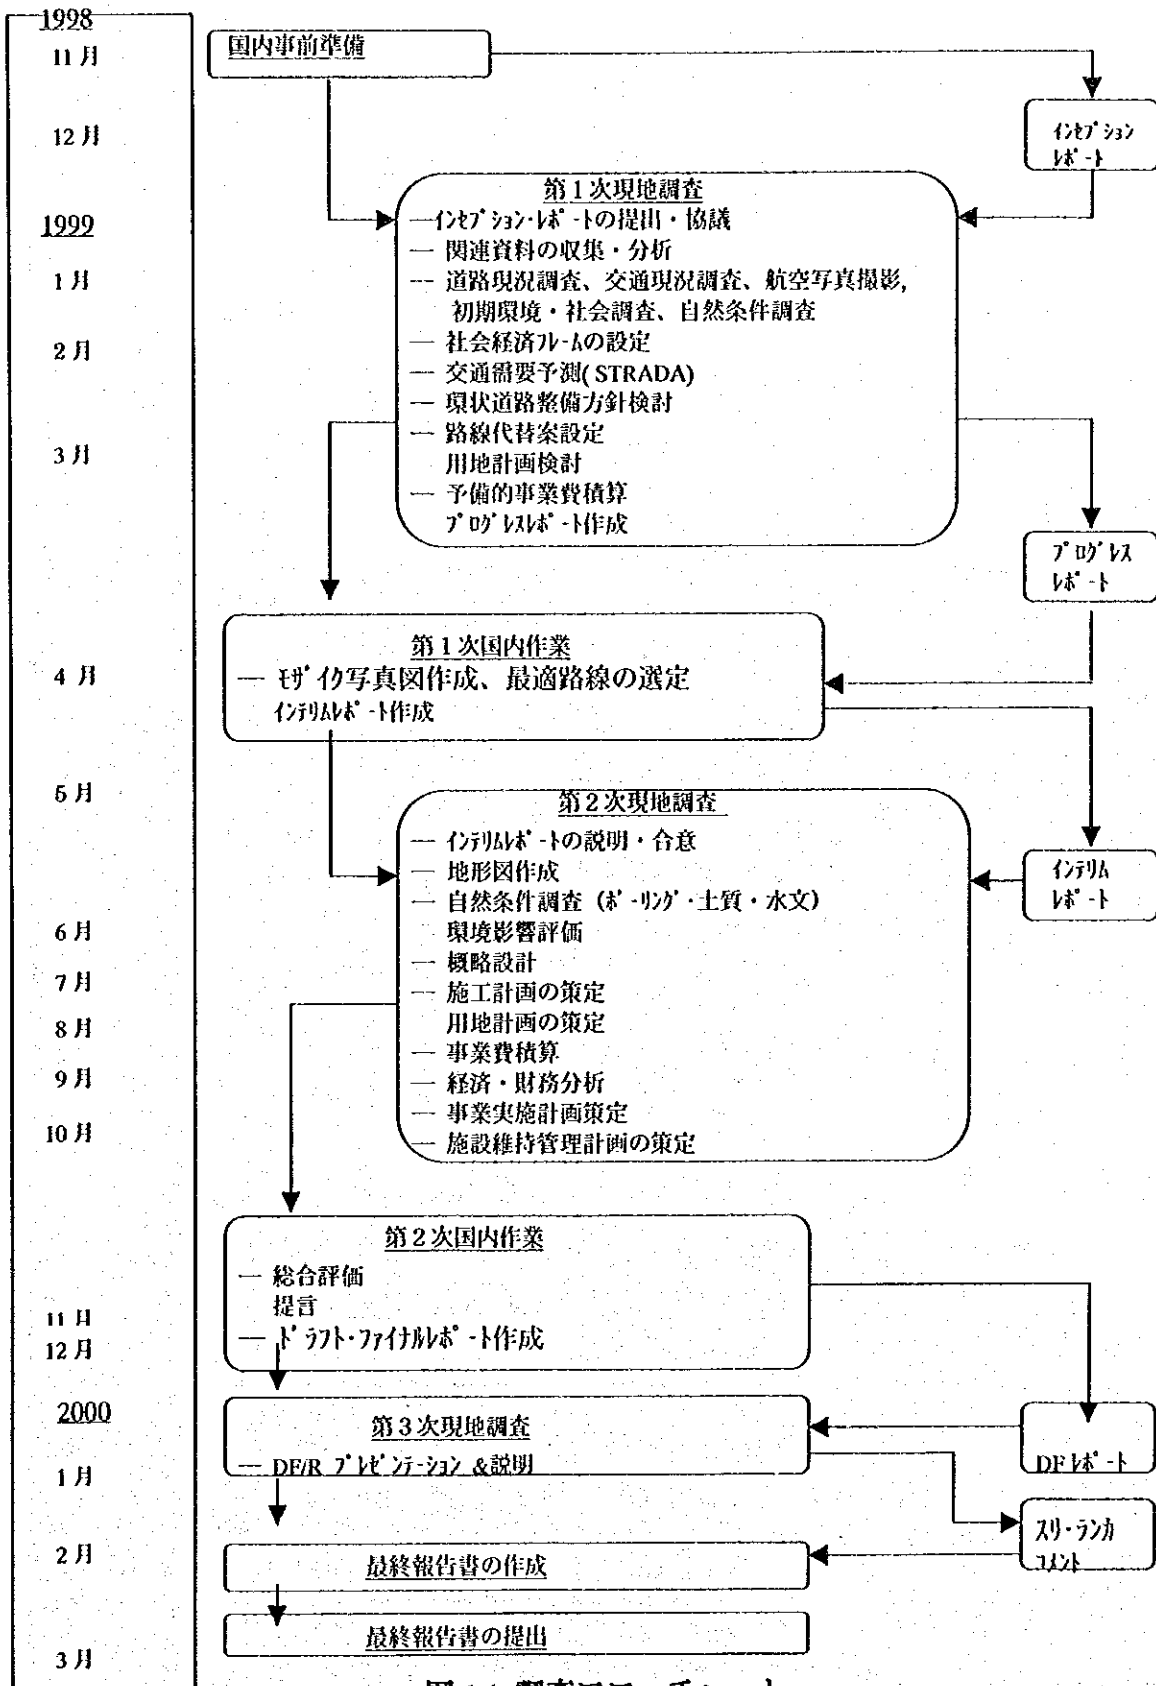 1998
11月
国内事前準備
12月
インセプション
レポート
第1次現地調査
―インセプション・レポートの提出・協議
― 関連資料の収集・分析
― 道路現況調査、交通現況調査、航空写真撮影,
初期環境・社会調査、自然条件調査
― 社会経済フレームの設定
― 交通需要予測(STRADA)
― 環状道路整備方針検討
― 路線代替案設定
用地計画検討
― 予備的事業費積算
プログレスレポート作成
1999
1月
2月
3月
プログレス
レポート
第1次国内作業
― モザイク写真図作成、最適路線の選定
インテリムレポート作成
4月
5月
第2次現地調査
― インテリムレポートの説明・合意
― 地形図作成
― 自然条件調査（ボーリング・土質・水文）
環境影響評価
― 概略設計
― 施工計画の策定
用地計画の策定
― 事業費積算
― 経済・財務分析
― 事業実施計画策定
― 施設維持管理計画の策定
インテリム
レポート
6月
7月
8月
9月
10月
第2次国内作業
― 総合評価
提言
― ドラフト・ファイナルレポート作成
11月
12月
2000
第3次現地調査
― DF/R プレゼンテーション &説明
DFレポート
1月
スリ・ランカ
コメント
2月
最終報告書の作成
最終報告書の提出
3月